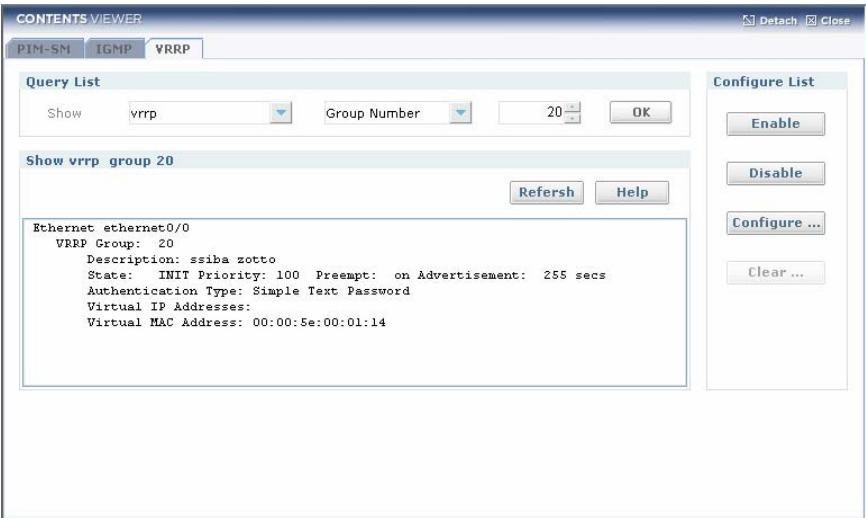 CONTENTS VIEWER
Detach Close
PIM-SM IGMP VRRP
Query List
Show vrrp Group Number 20 OK
Show vrrp group 20
Refersh Help
Ethernet ethernet0/0
VRRP Group: 20
Description: ssiba zotto
State: INIT Priority: 100 Preempt: on Advertisement: 255 secs
Authentication Type: Simple Text Password
Virtual IP Addresses:
Virtual MAC Address: 00:00:5e:00:01:14
Configure List
Enable
Disable
Configure ...
Clear ...